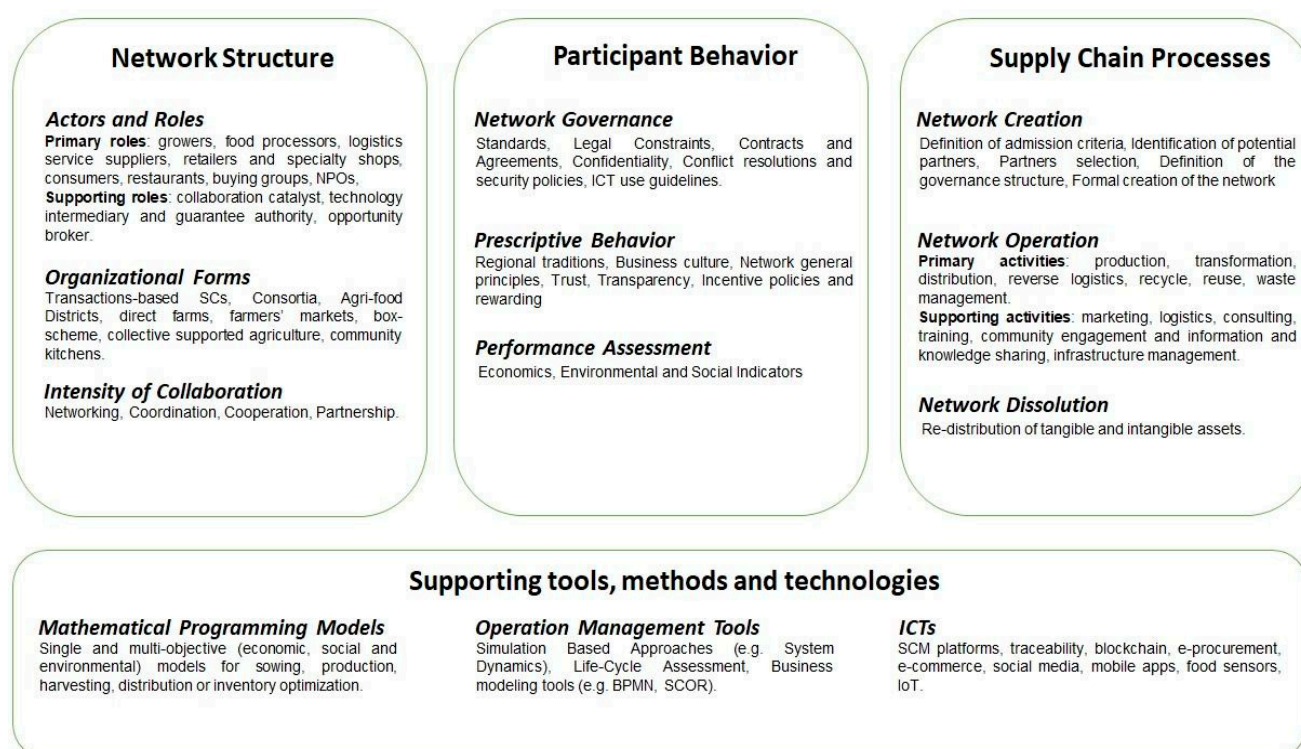 Network Structure
Actors and Roles
Primary roles: growers, food processors, logistics
service suppliers, retailers and specialty shops,
consumers, restaurants, buying groups, NPOs,
Supporting roles: collaboration catalyst, technology
intermediary and guarantee authority, opportunity
broker.
Organizational Forms
Transactions-based SCs, Consortia, Agri-food
Districts, direct farms, farmers' markets, box-
scheme, collective supported agriculture, community
kitchens.
Intensity of Collaboration
Networking, Coordination, Cooperation, Partnership.
Participant Behavior
Network Governance
Standards, Legal Constraints, Contracts and
Agreements, Confidentiality, Conflict resolutions and
security policies, ICT use guidelines.
Prescriptive Behavior
Regional traditions, Business culture, Network general
principles, Trust, Transparency, Incentive policies and
rewarding
Performance Assessment
Economics, Environmental and Social Indicators
Supply Chain Processes
Network Creation
Definition of admission criteria, Identification of potential
partners, Partners selection, Definition of the
governance structure, Formal creation of the network
Network Operation
Primary activities: production, transformation,
distribution, reverse logistics, recycle, reuse, waste
management.
Supporting activities: marketing, logistics, consulting,
training, community engagement and information and
knowledge sharing, infrastructure management.
Network Dissolution
Re-distribution of tangible and intangible assets.
Supporting tools, methods and technologies
Mathematical Programming Models
Single and multi-objective (economic, social and
environmental) models for sowing, production,
harvesting, distribution or inventory optimization.
Operation Management Tools
Simulation Based Approaches (e.g. System
Dynamics), Life-Cycle Assessment, Business
modeling tools (e.g. BPMN, SCOR).
ICTs
SCM platforms, traceability, blockchain, e-procurement,
e-commerce, social media, mobile apps, food sensors,
IoT.